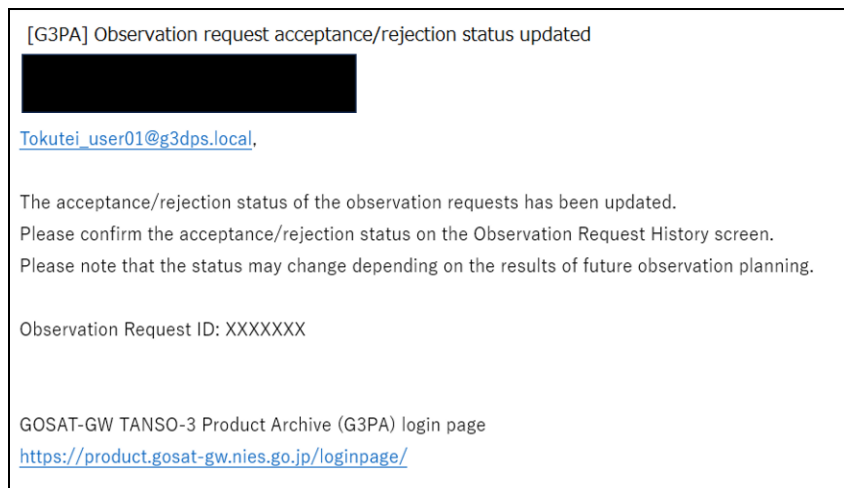 [G3PA] Observation request acceptance/rejection status updated
Tokutei_user01@g3dps.local,
The acceptance/rejection status of the observation requests has been updated.
Please confirm the acceptance/rejection status on the Observation Request History screen.
Please note that the status may change depending on the results of future observation planning.
Observation Request ID: XXXXXXX
GOSAT-GW TANSO-3 Product Archive (G3PA) login page
https://product.gosat-gw.nies.go.jp/loginpage/